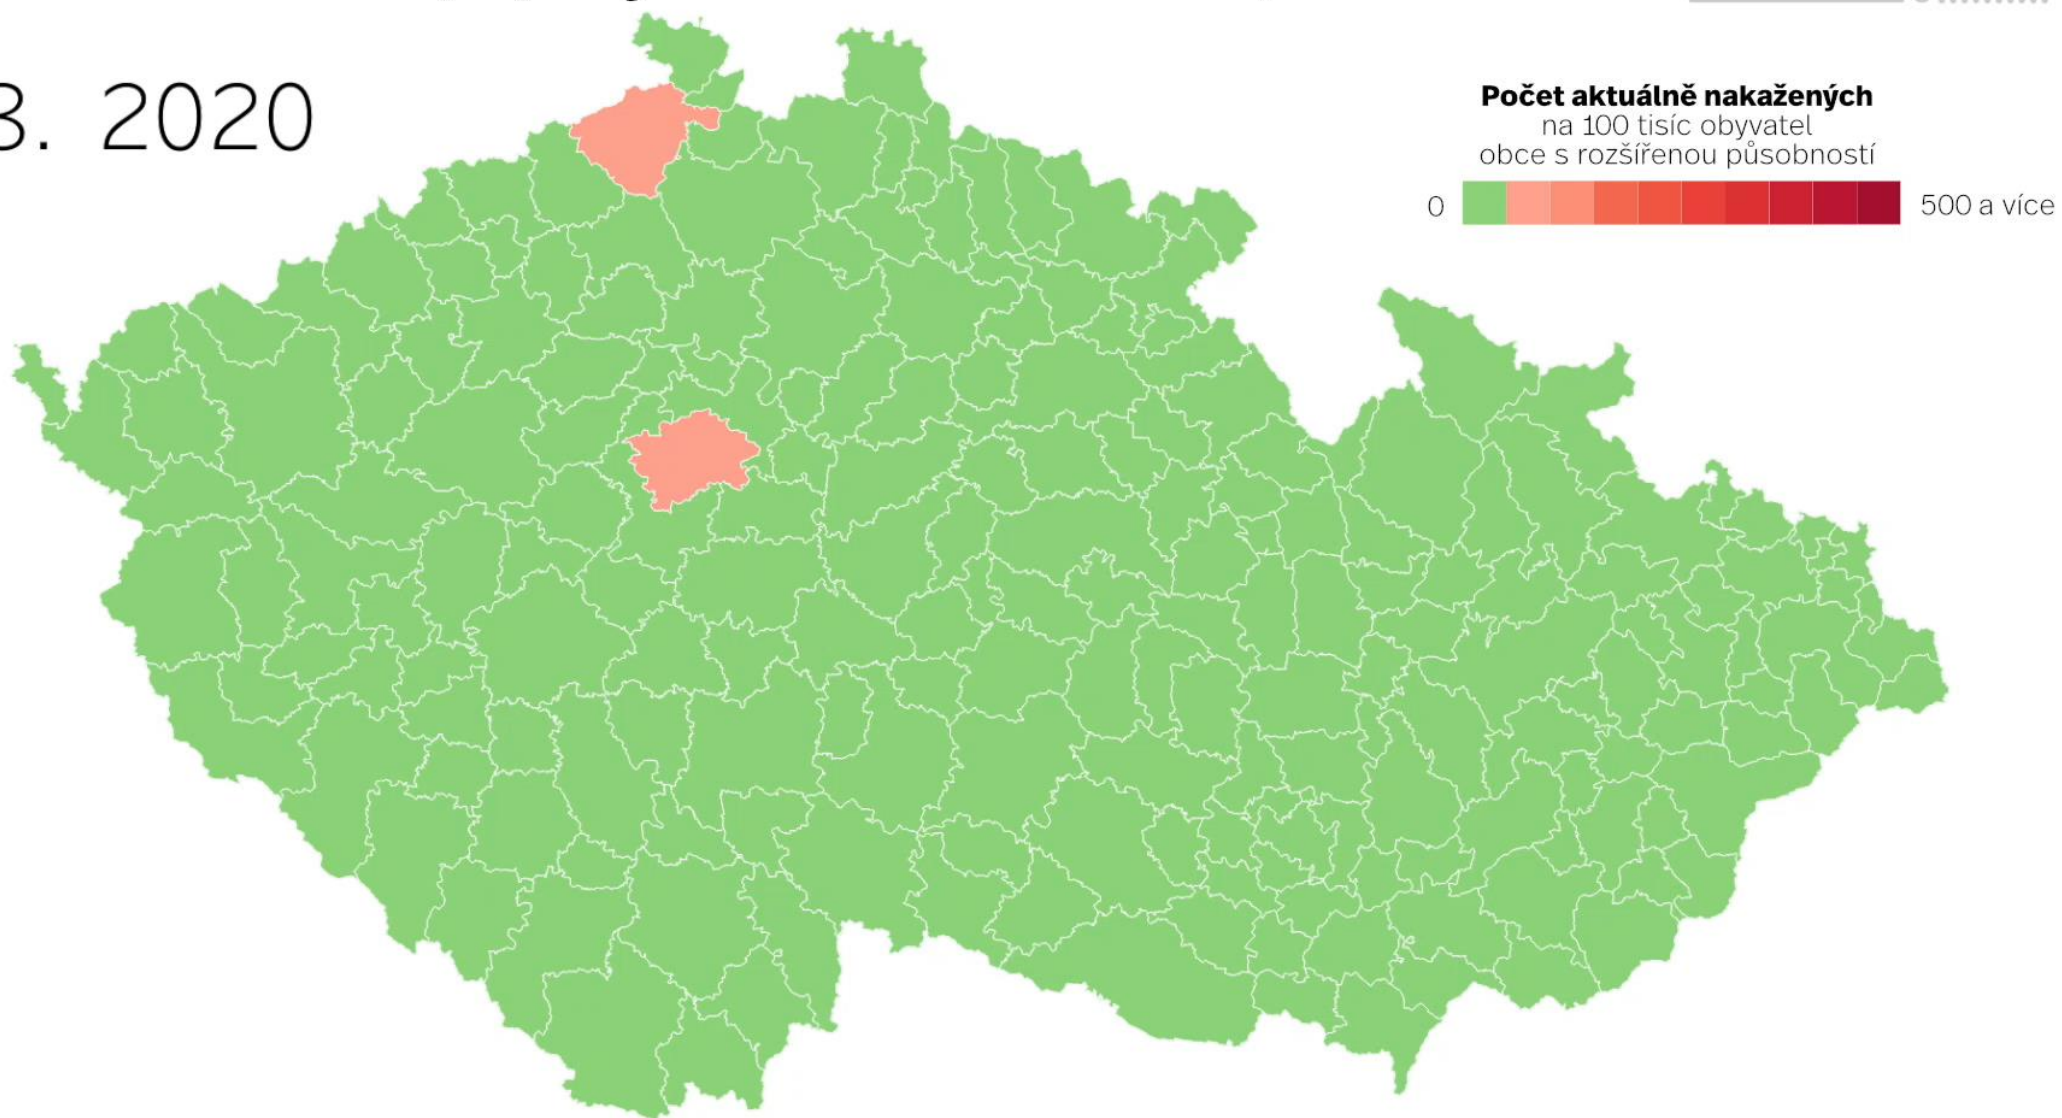 3. 2020
Počet aktuálně nakažených
na 100 tisíc obyvatel
obce s rozšířenou působností
0
500 a více